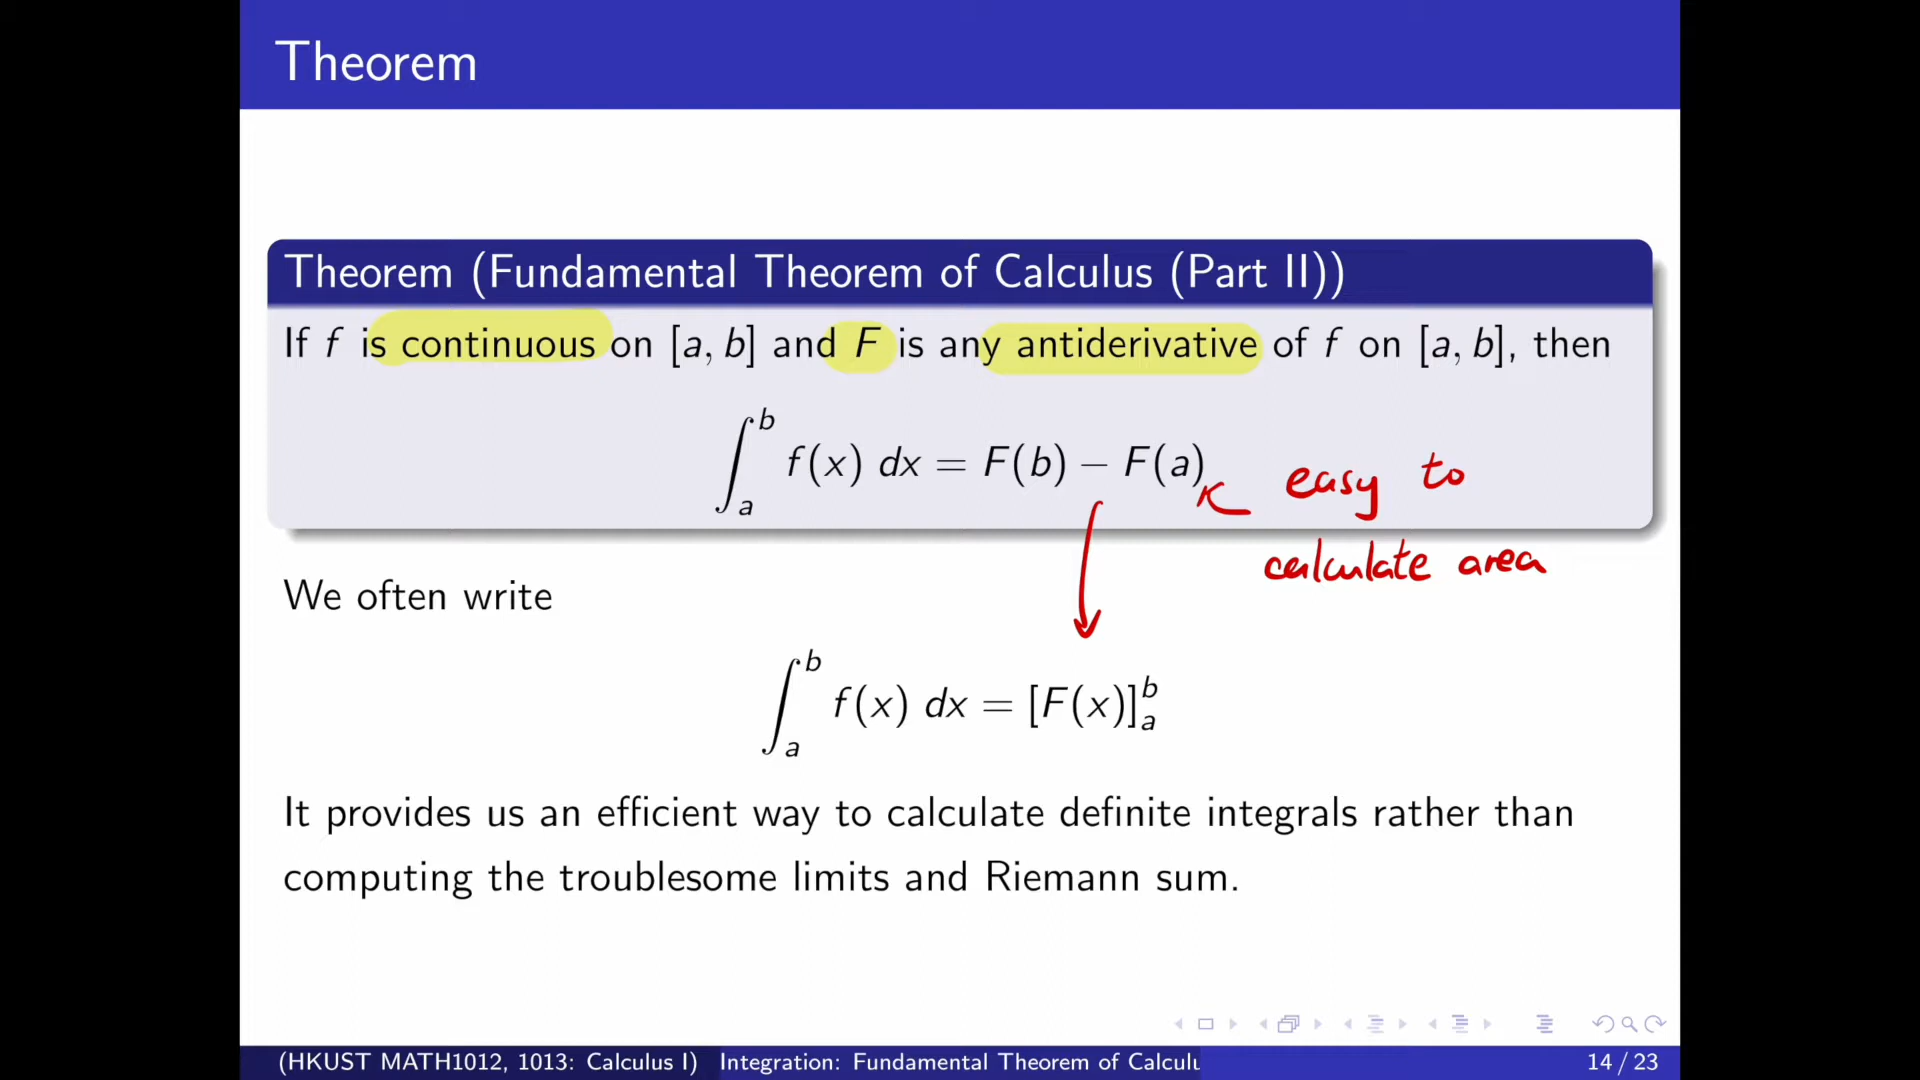 Theorem
Theorem (Fundamental Theorem of Calculus (Part II))
If f is continuous on [a, b] and F is any antiderivative of f on [a, b], then
∫_a^b f(x) dx = F(b) − F(a)
easy to
calculate area
We often write
∫_a^b f(x) dx = [F(x)]_a^b
It provides us an efficient way to calculate definite integrals rather than
computing the troublesome limits and Riemann sum.
(HKUST MATH1012, 1013: Calculus I) Integration: Fundamental Theorem of Calculu 14 / 23